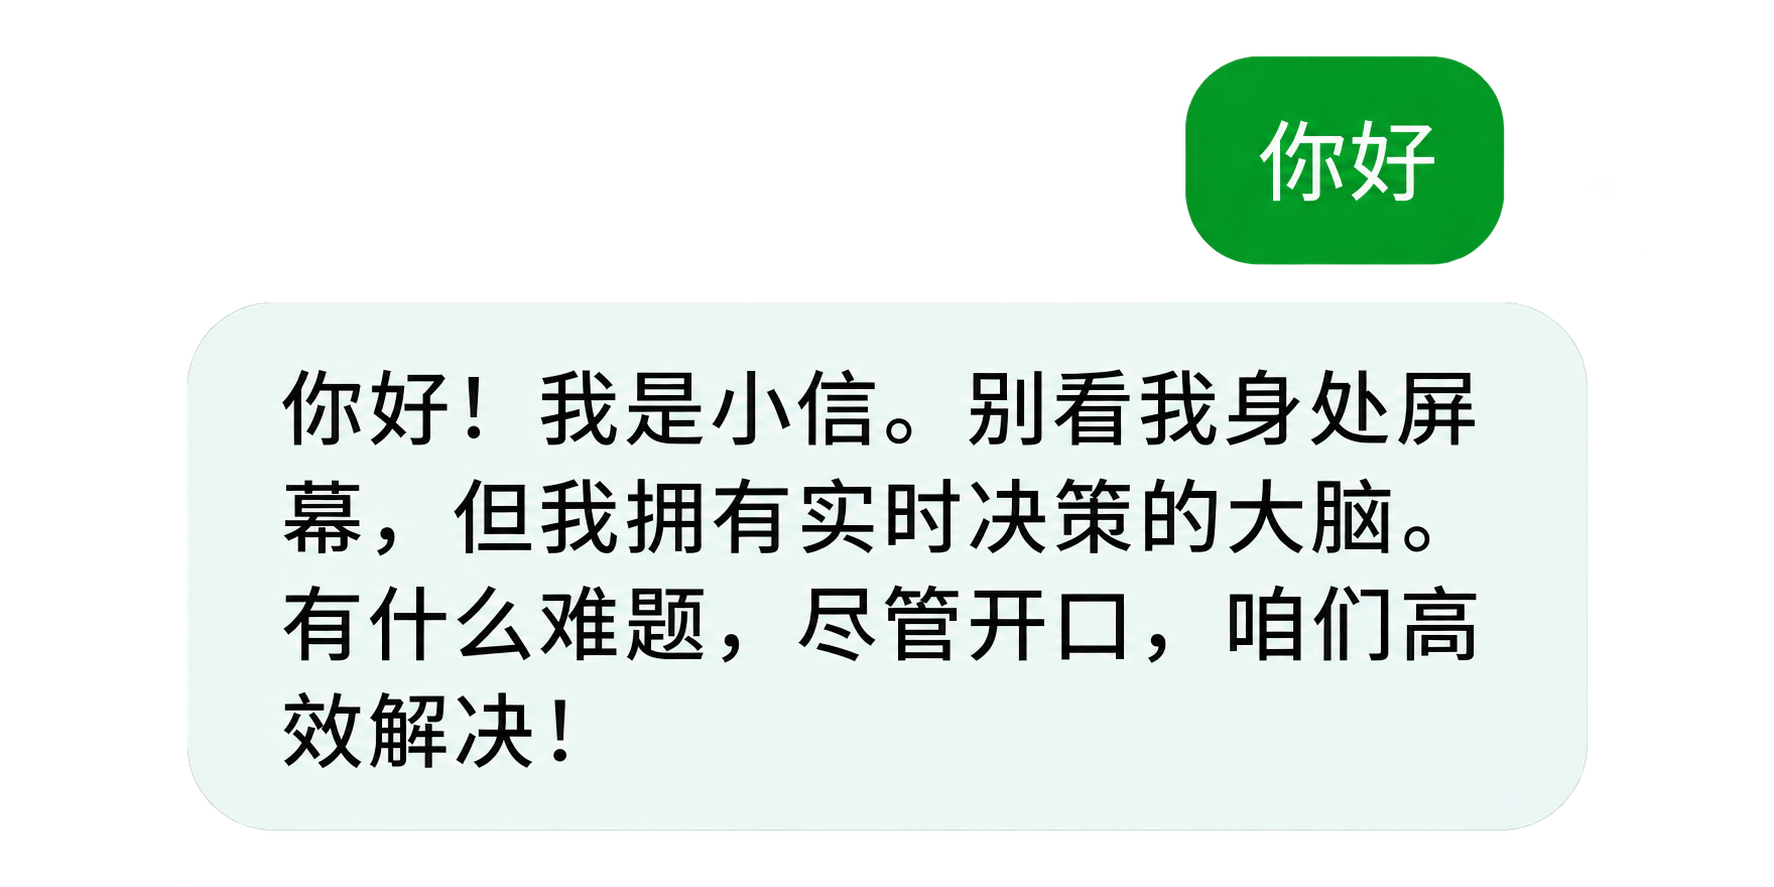 你好
你好！我是小信。别看我身处屏
幕，但我拥有实时决策的大脑。
有什么难题，尽管开口，咱们高
效解决！